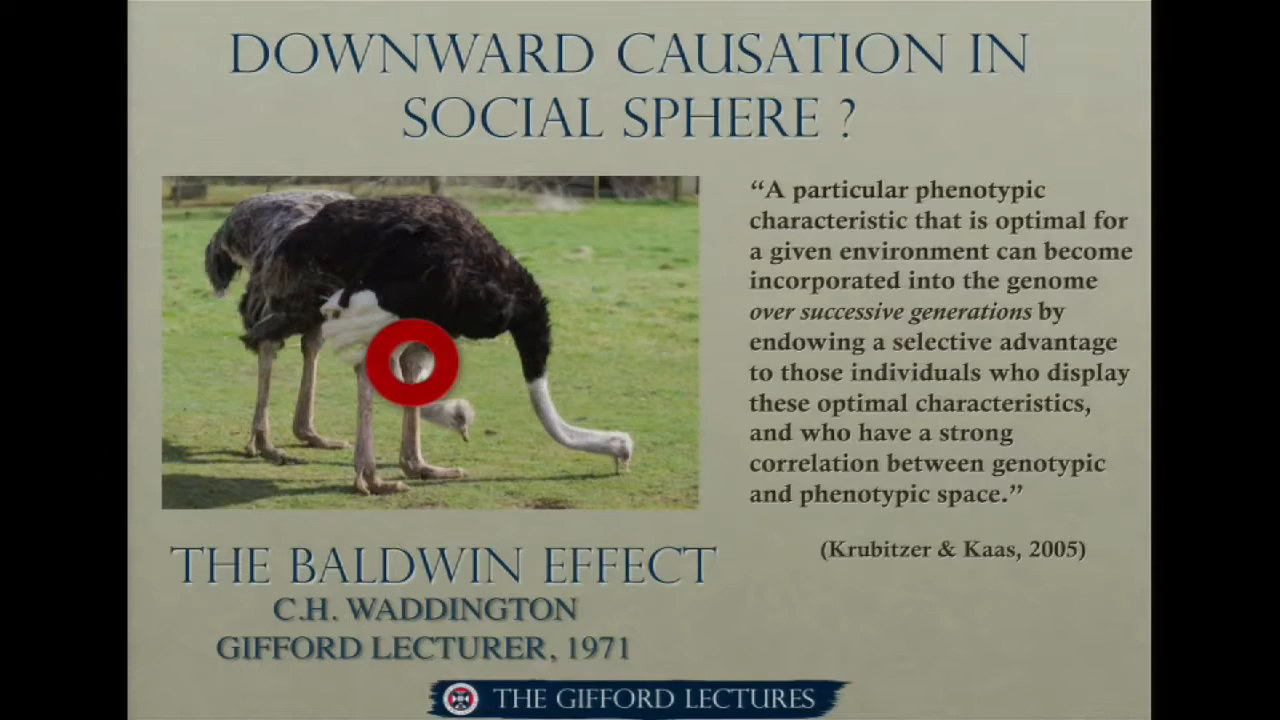 DOWNWARD CAUSATION IN
SOCIAL SPHERE ?
“A particular phenotypic
characteristic that is optimal for
a given environment can become
incorporated into the genome
over successive generations by
endowing a selective advantage
to those individuals who display
these optimal characteristics,
and who have a strong
correlation between genotypic
and phenotypic space.”
(Krubitzer & Kaas, 2005)
THE BALDWIN EFFECT
C.H. WADDINGTON
GIFFORD LECTURER, 1971
THE GIFFORD LECTURES